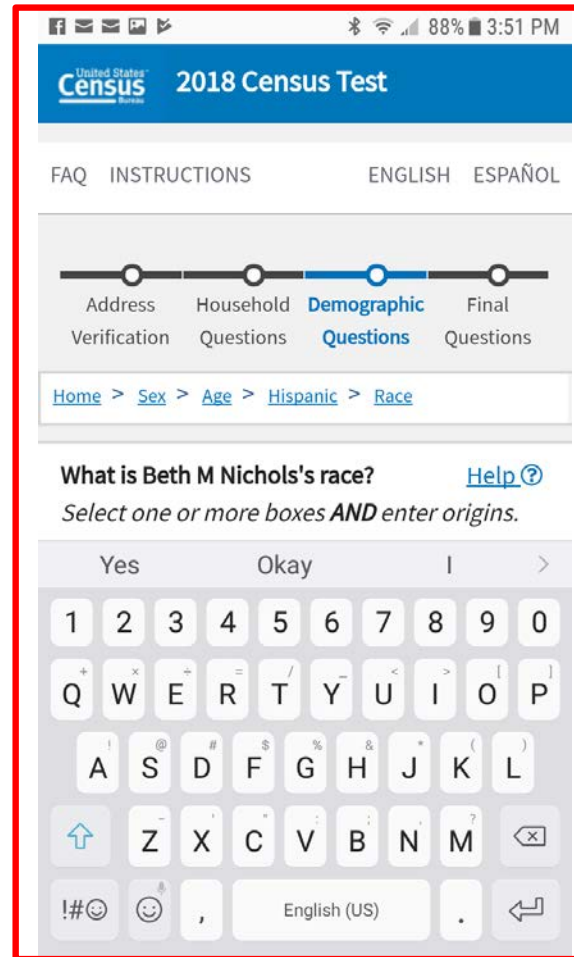 88% 3:51 PM
United States Census Bureau 2018 Census Test
FAQ INSTRUCTIONS ENGLISH ESPAÑOL
Address Verification Household Questions Demographic Questions Final Questions
Home > Sex > Age > Hispanic > Race
What is Beth M Nichols's race? Help ?
Select one or more boxes AND enter origins.
Yes Okay I >
1 2 3 4 5 6 7 8 9 0
+ × ÷ = / _ < > [ ]
Q W E R T Y U I O P
! @ # $ % & * ( )
A S D F G H J K L
- ' " : ; , ?
Z X C V B N M
!#☺ , English (US) .